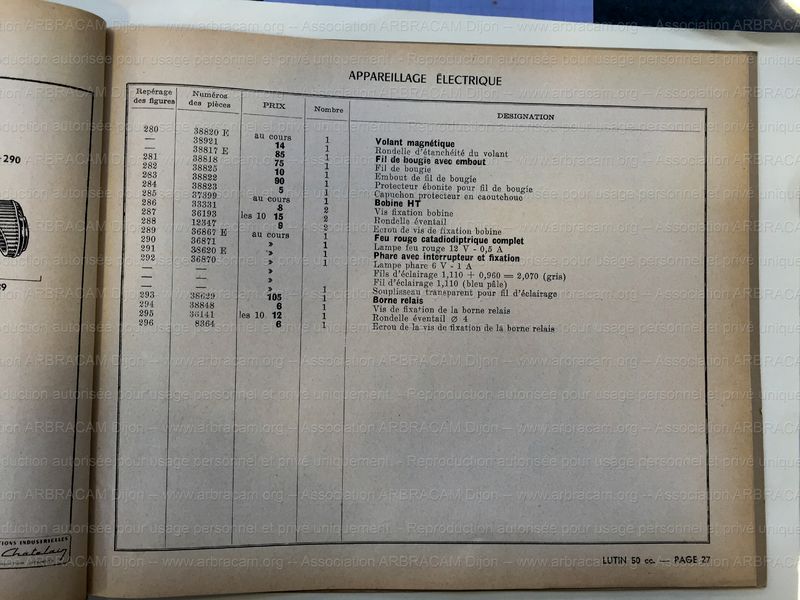 APPAREILLAGE ÉLECTRIQUE
Repérage des figures Numéros des pièces PRIX Nombre DESIGNATION
280 38820 E au cours 1 Volant magnétique
— 38921 14 1 Rondelle d'étanchéité du volant
— 38817 E 85 1 Fil de bougie avec embout
281 38818 75 1 Fil de bougie
282 38825 10 1 Embout de fil de bougie
283 38822 90 1 Protecteur ébonite pour fil de bougie
284 38823 5 1 Capuchon protecteur en caoutchouc
285 37399 au cours 1 Bobine HT
286 33331 8 2 Vis fixation bobine
287 36193 les 10 15 2 Rondelle éventail
288 12347 8 2 Ecrou de vis de fixation bobine
289 36867 E au cours 1 Feu rouge catadiodiptrique complet
290 36871 » 1 Lampe feu rouge 12 V - 0,5 A
291 38620 E » 1 Phare avec interrupteur et fixation
292 36870 » 1 Lampe phare 6 V - 1 A
— — » Fils d'éclairage 1,110 + 0,960 = 2,070 (gris)
— — » Fil d'éclairage 1,110 (bleu pâle)
— — » 1 Souplisseau transparent pour fil d'éclairage
293 38629 105 1 Borne relais
294 38848 6 1 Vis de fixation de la borne relais
295 36141 les 10 12 1 Rondelle éventail ∅ 4
296 8364 6 1 Ecrou de la vis de fixation de la borne relais
LUTIN 50 cc. — PAGE 27
290
Chatelay
Association ARBRACAM Dijon -- www.arbracam.org -- Association ARBRACAM Dijon -- www.arbracam.org
Reproduction autorisée pour usage personnel et privé uniquement